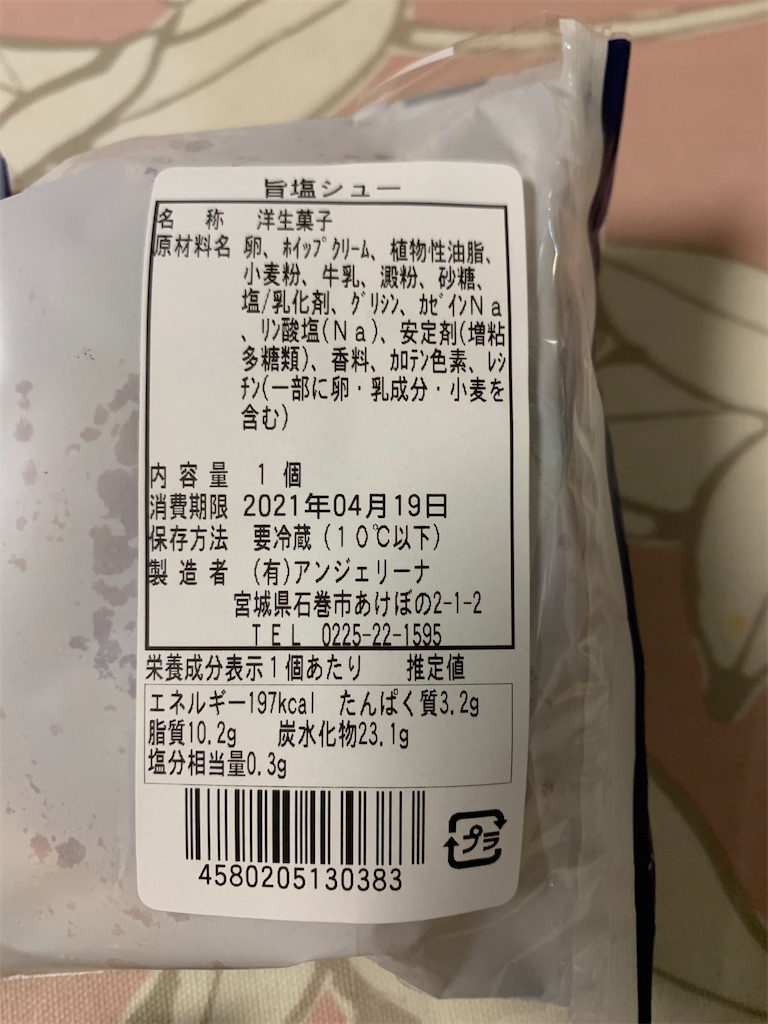 旨塩シュー
名 称 洋生菓子
原材料名 卵、ﾎｲｯﾌﾟｸﾘｰﾑ、植物性油脂、
小麦粉、牛乳、澱粉、砂糖、
塩/乳化剤、ｸﾞﾘｼﾝ、ｶｾﾞｲﾝNa
、ﾘﾝ酸塩(Na)、安定剤(増粘
多糖類)、香料、ｶﾛﾃﾝ色素、ﾚｼ
ﾁﾝ(一部に卵・乳成分・小麦を
含む)
内容量 1個
消費期限 2021年04月19日
保存方法 要冷蔵(10℃以下)
製造者 (有)アンジェリーナ
宮城県石巻市あけぼの2-1-2
TEL 0225-22-1595
栄養成分表示1個あたり 推定値
エネルギー197kcal たんぱく質3.2g
脂質10.2g 炭水化物23.1g
塩分相当量0.3g
4580205130383
プラ